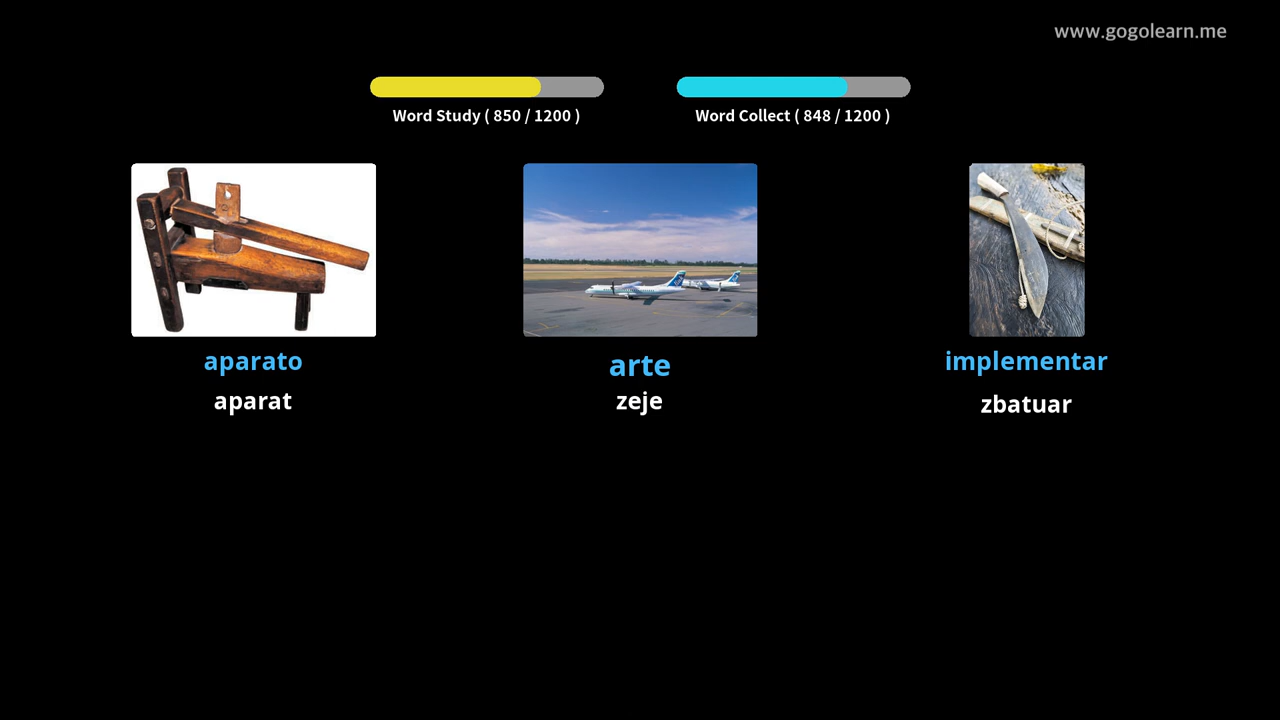 www.gogolearn.me
Word Study ( 850 / 1200 )
Word Collect ( 848 / 1200 )
aparato
aparat
arte
zeje
implementar
zbatuar